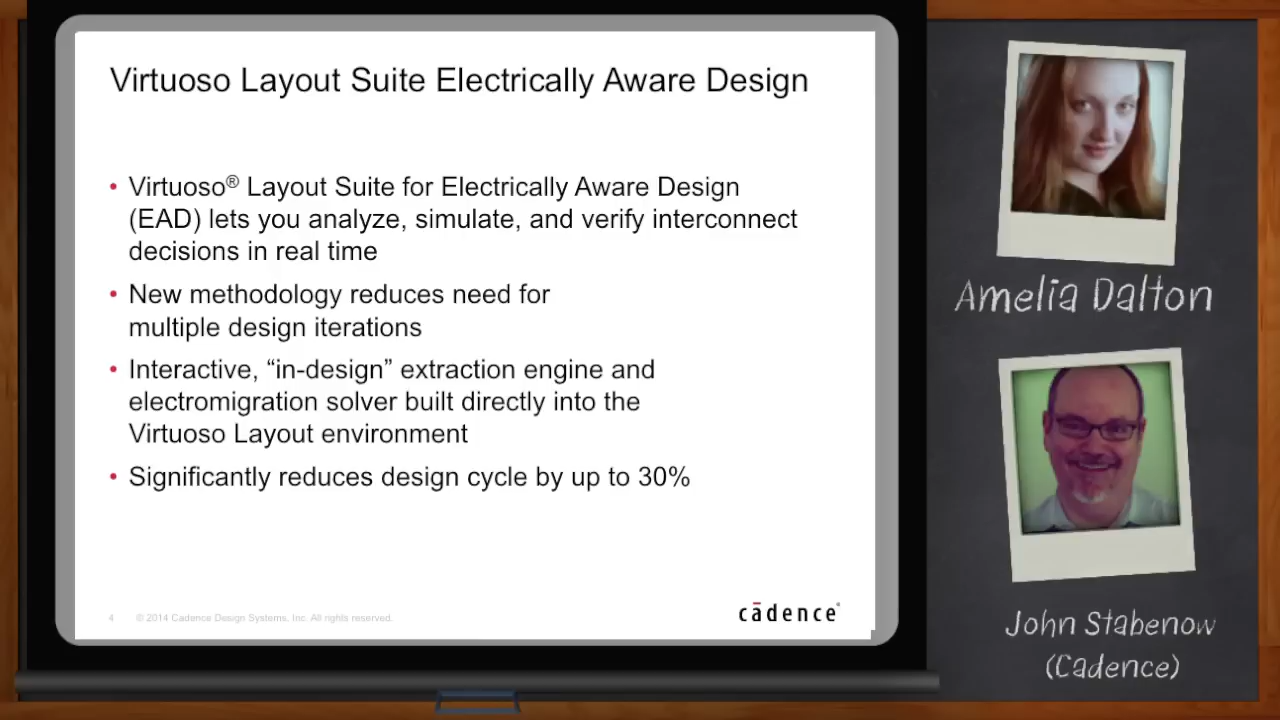 Virtuoso Layout Suite Electrically Aware Design
• Virtuoso® Layout Suite for Electrically Aware Design
(EAD) lets you analyze, simulate, and verify interconnect
decisions in real time
• New methodology reduces need for
multiple design iterations
• Interactive, “in-design” extraction engine and
electromigration solver built directly into the
Virtuoso Layout environment
• Significantly reduces design cycle by up to 30%
4 © 2014 Cadence Design Systems, Inc. All rights reserved.
cādence®
Amelia Dalton
John Stabenow
(Cadence)